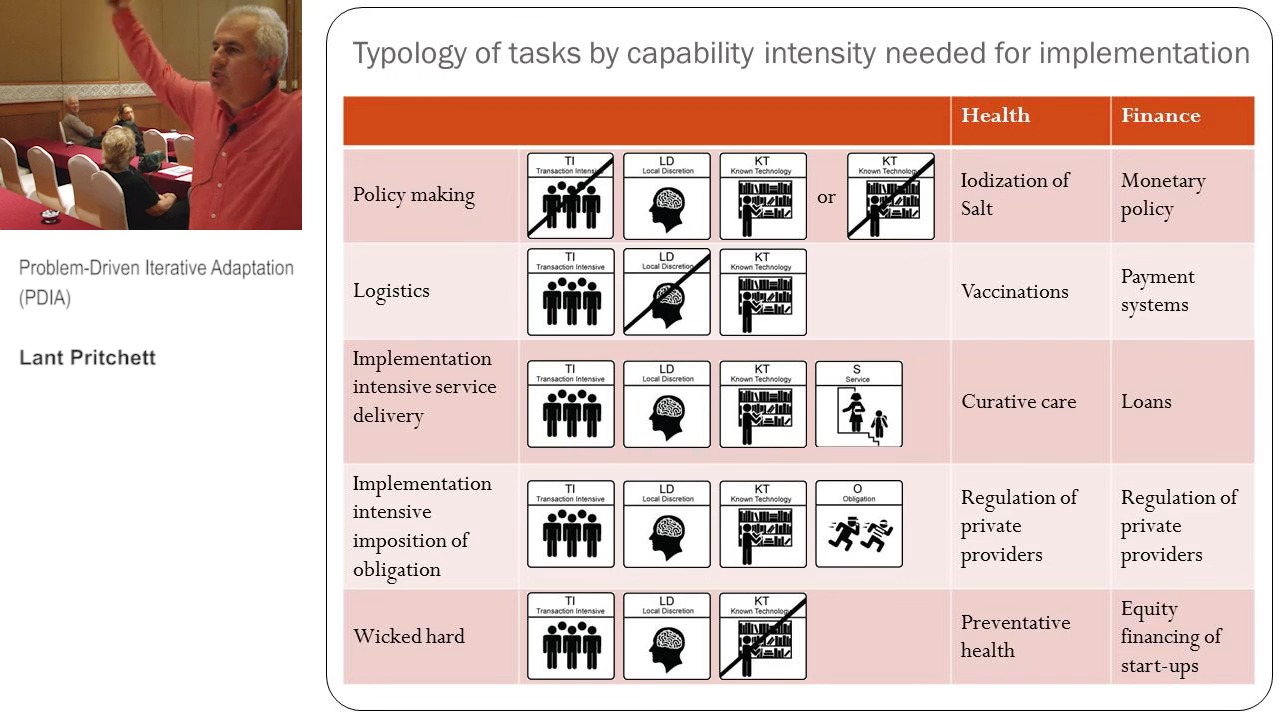 Typology of tasks by capability intensity needed for implementation
Problem-Driven Iterative Adaptation
(PDIA)
Lant Pritchett
Health
Finance
Policy making
TI
Transaction Intensive
LD
Local Discretion
KT
Known Technology
or
KT
Known Technology
Iodization of
Salt
Monetary
policy
Logistics
TI
Transaction Intensive
LD
Local Discretion
KT
Known Technology
Vaccinations
Payment
systems
Implementation
intensive service
delivery
TI
Transaction Intensive
LD
Local Discretion
KT
Known Technology
S
Service
Curative care
Loans
Implementation
intensive
imposition of
obligation
TI
Transaction Intensive
LD
Local Discretion
KT
Known Technology
O
Obligation
Regulation of
private
providers
Regulation of
private
providers
Wicked hard
TI
Transaction Intensive
LD
Local Discretion
KT
Known Technology
Preventative
health
Equity
financing of
start-ups